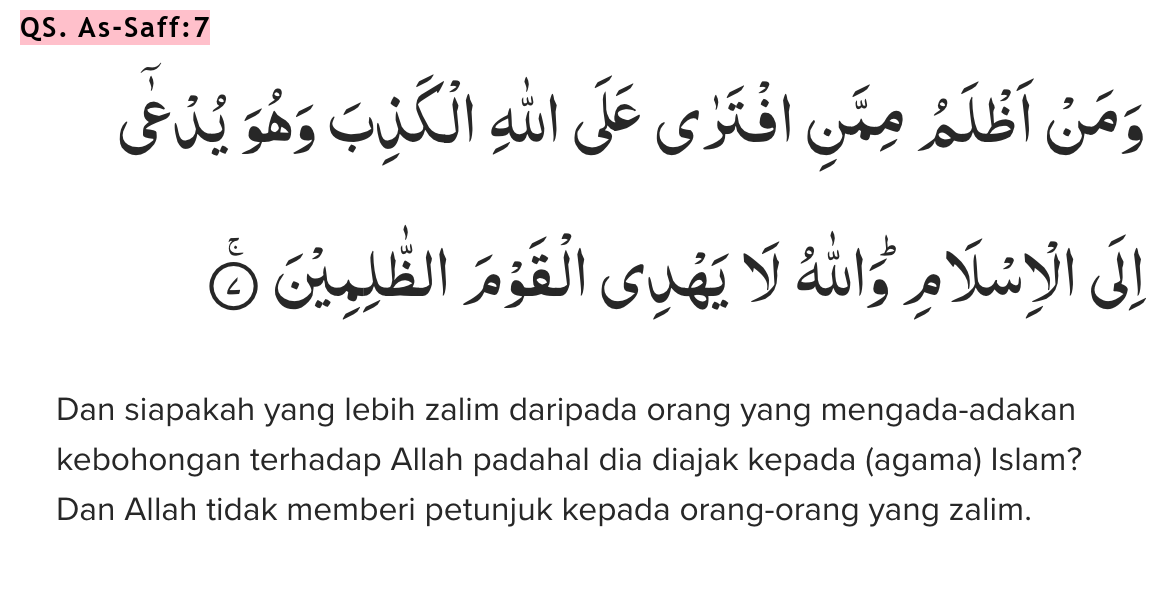 QS. As-Saff:7
وَمَنْ اَظْلَمُ مِمَّنِ افْتَرٰى عَلَى اللّٰهِ الْكَذِبَ وَهُوَ يُدْعٰٓى
اِلَى الْاِسْلَامِۗ وَاللّٰهُ لَا يَهْدِى الْقَوْمَ الظّٰلِمِيْنَۚ ٧
Dan siapakah yang lebih zalim daripada orang yang mengada-adakan
kebohongan terhadap Allah padahal dia diajak kepada (agama) Islam?
Dan Allah tidak memberi petunjuk kepada orang-orang yang zalim.